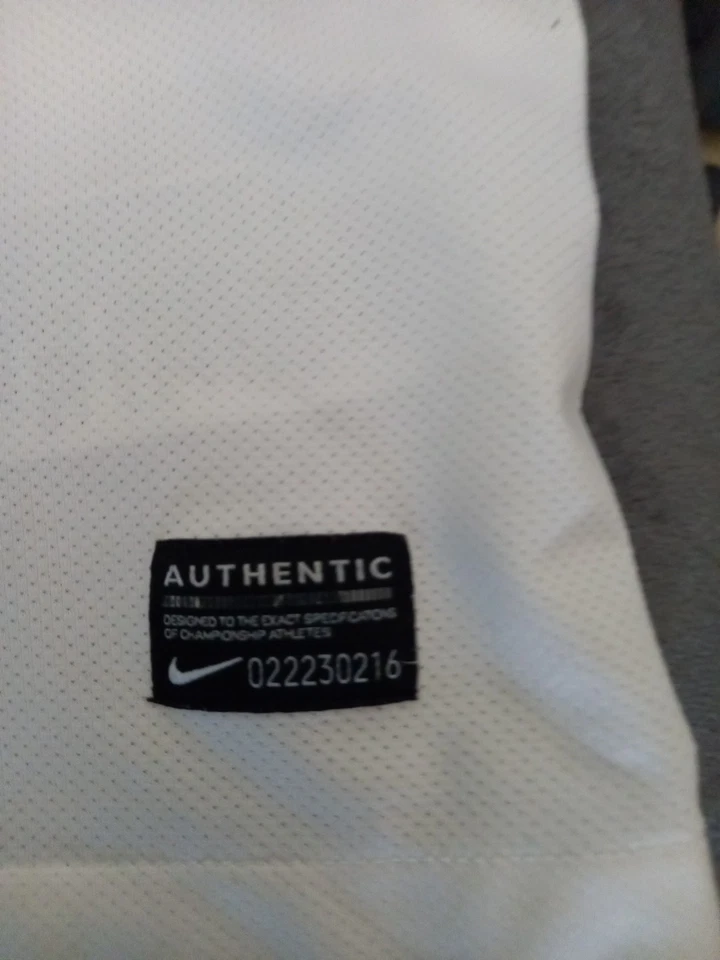 AUTHENTIC
DESIGNED TO THE EXACT SPECIFICATIONS
OF CHAMPIONSHIP ATHLETES
022230216